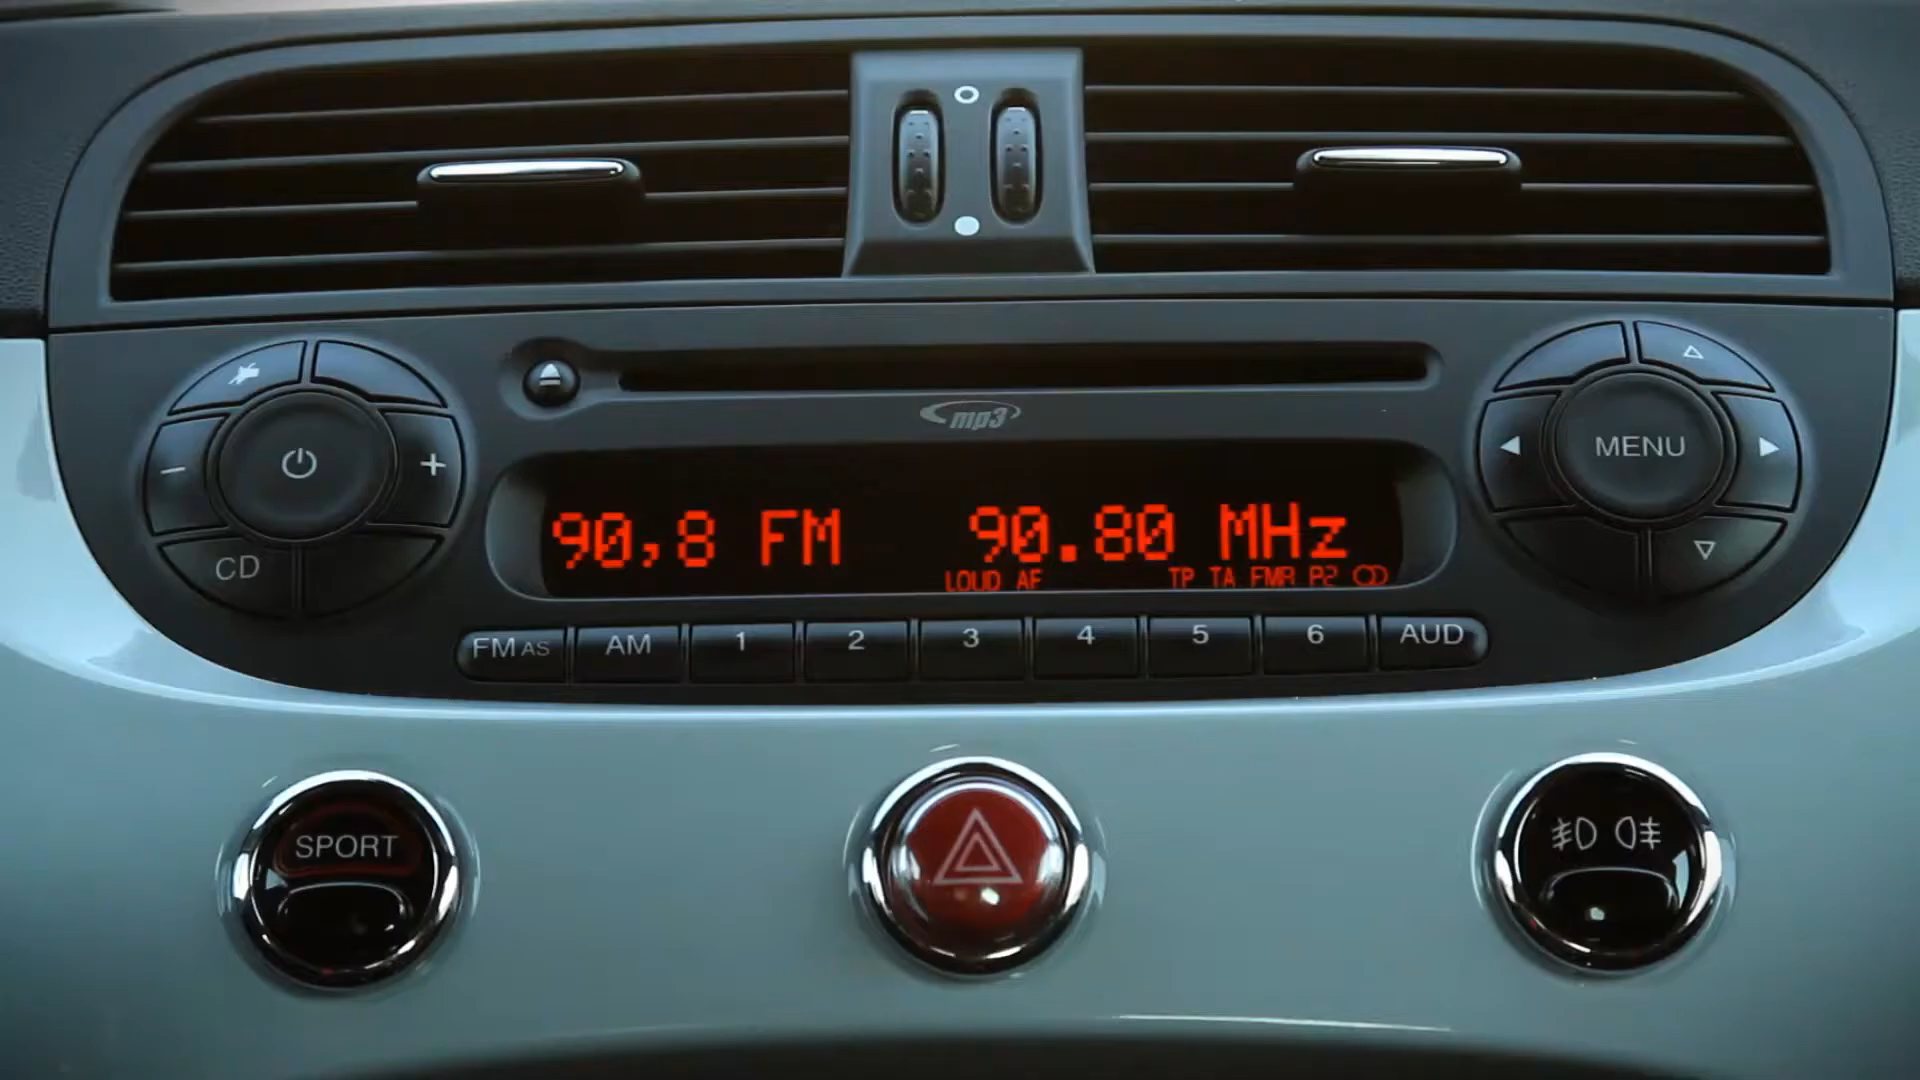 mp3
MENU
90,8 FM 90.80 MHz
LOUD AF TP TA FMR P2
CD
FM AS AM 1 2 3 4 5 6 AUD
SPORT